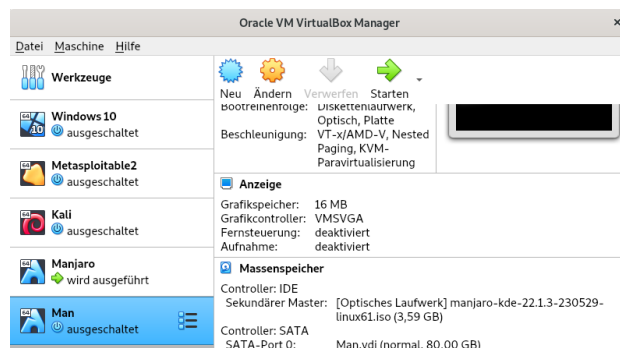 Oracle VM VirtualBox Manager
Datei Maschine Hilfe
Werkzeuge
Windows 10
ausgeschaltet
Metasploitable2
ausgeschaltet
Kali
ausgeschaltet
Manjaro
wird ausgeführt
Man
ausgeschaltet
Neu Ändern Verwerfen Starten
Bootreihenfolge: Diskettenlaufwerk,
Optisch, Platte
Beschleunigung: VT-x/AMD-V, Nested
Paging, KVM-
Paravirtualisierung
Anzeige
Grafikspeicher: 16 MB
Grafikcontroller: VMSVGA
Fernsteuerung: deaktiviert
Aufnahme: deaktiviert
Massenspeicher
Controller: IDE
Sekundärer Master: [Optisches Laufwerk] manjaro-kde-22.1.3-230529-
linux61.iso (3,59 GB)
Controller: SATA
SATA-Port 0: Man.vdi (normal, 80,00 GB)